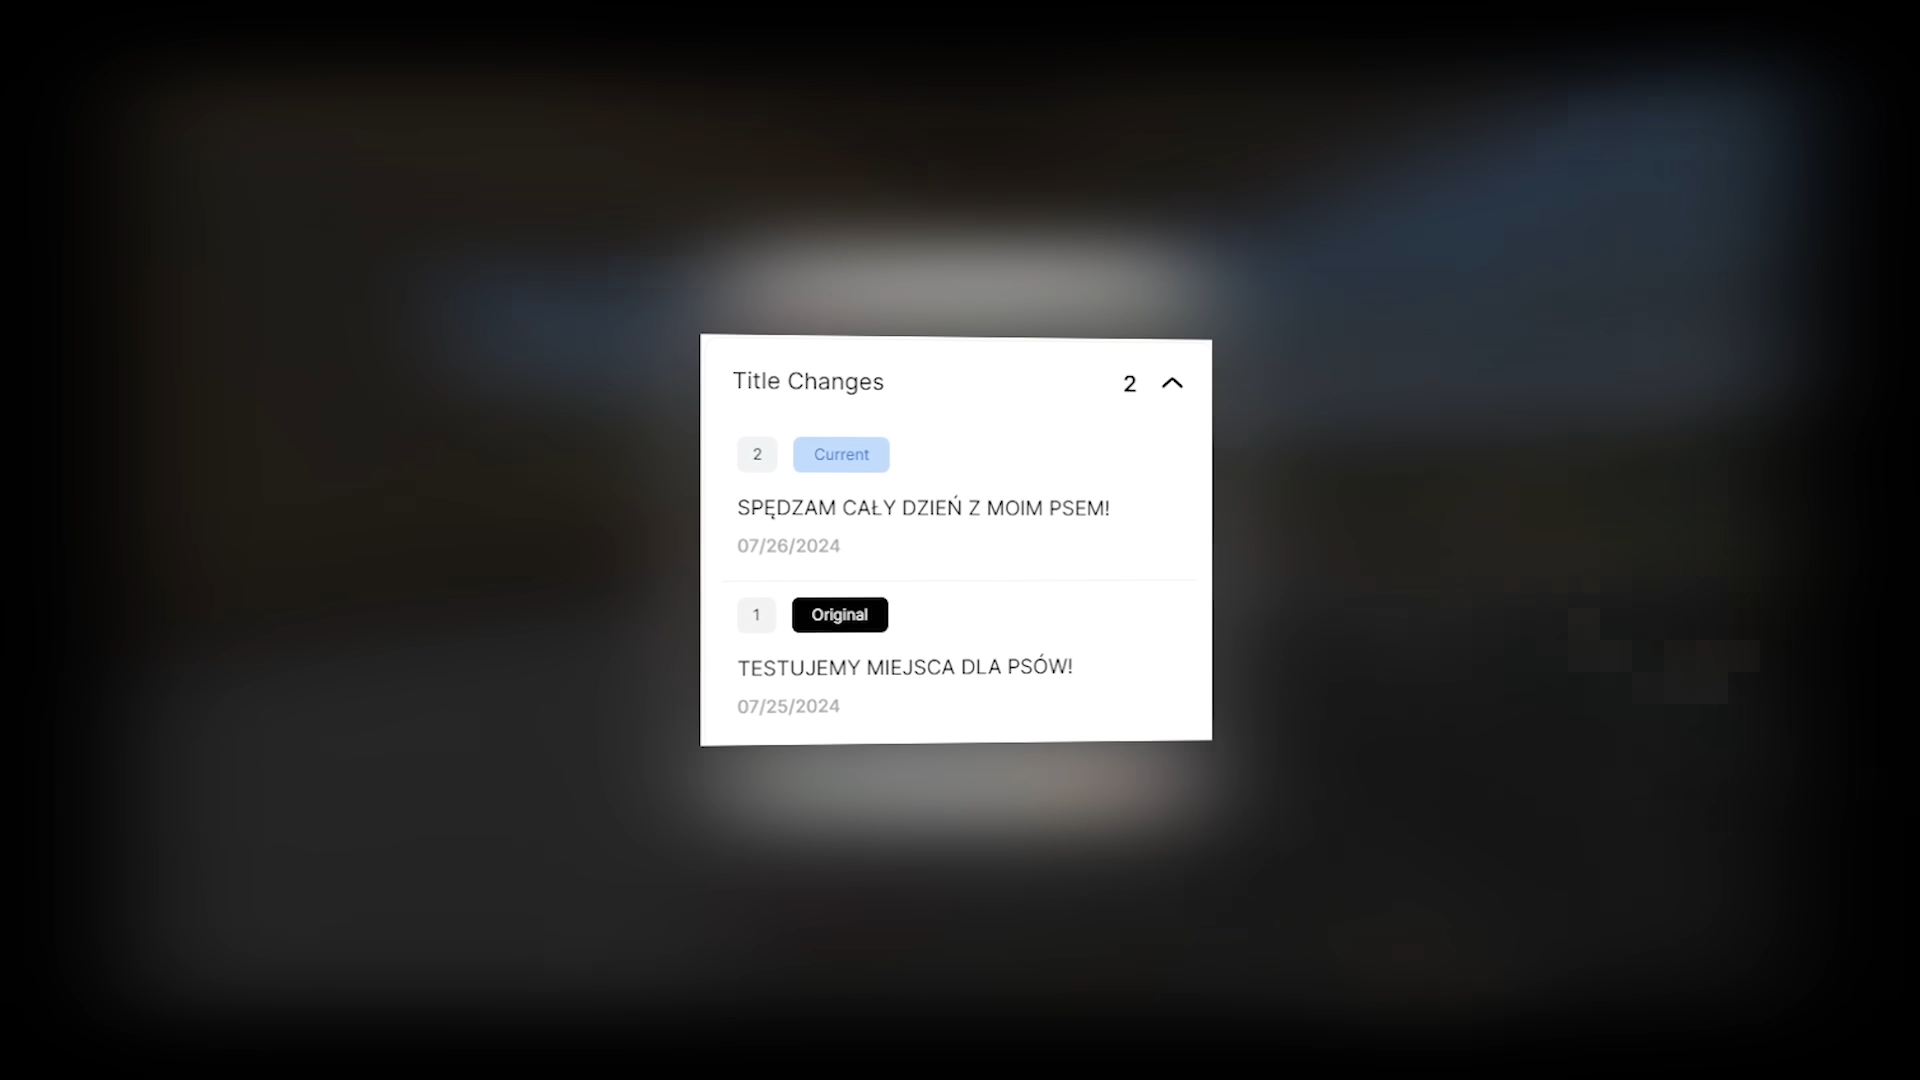 Title Changes 2
2 Current
SPĘDZAM CAŁY DZIEŃ Z MOIM PSEM!
07/26/2024
1 Original
TESTUJEMY MIEJSCA DLA PSÓW!
07/25/2024